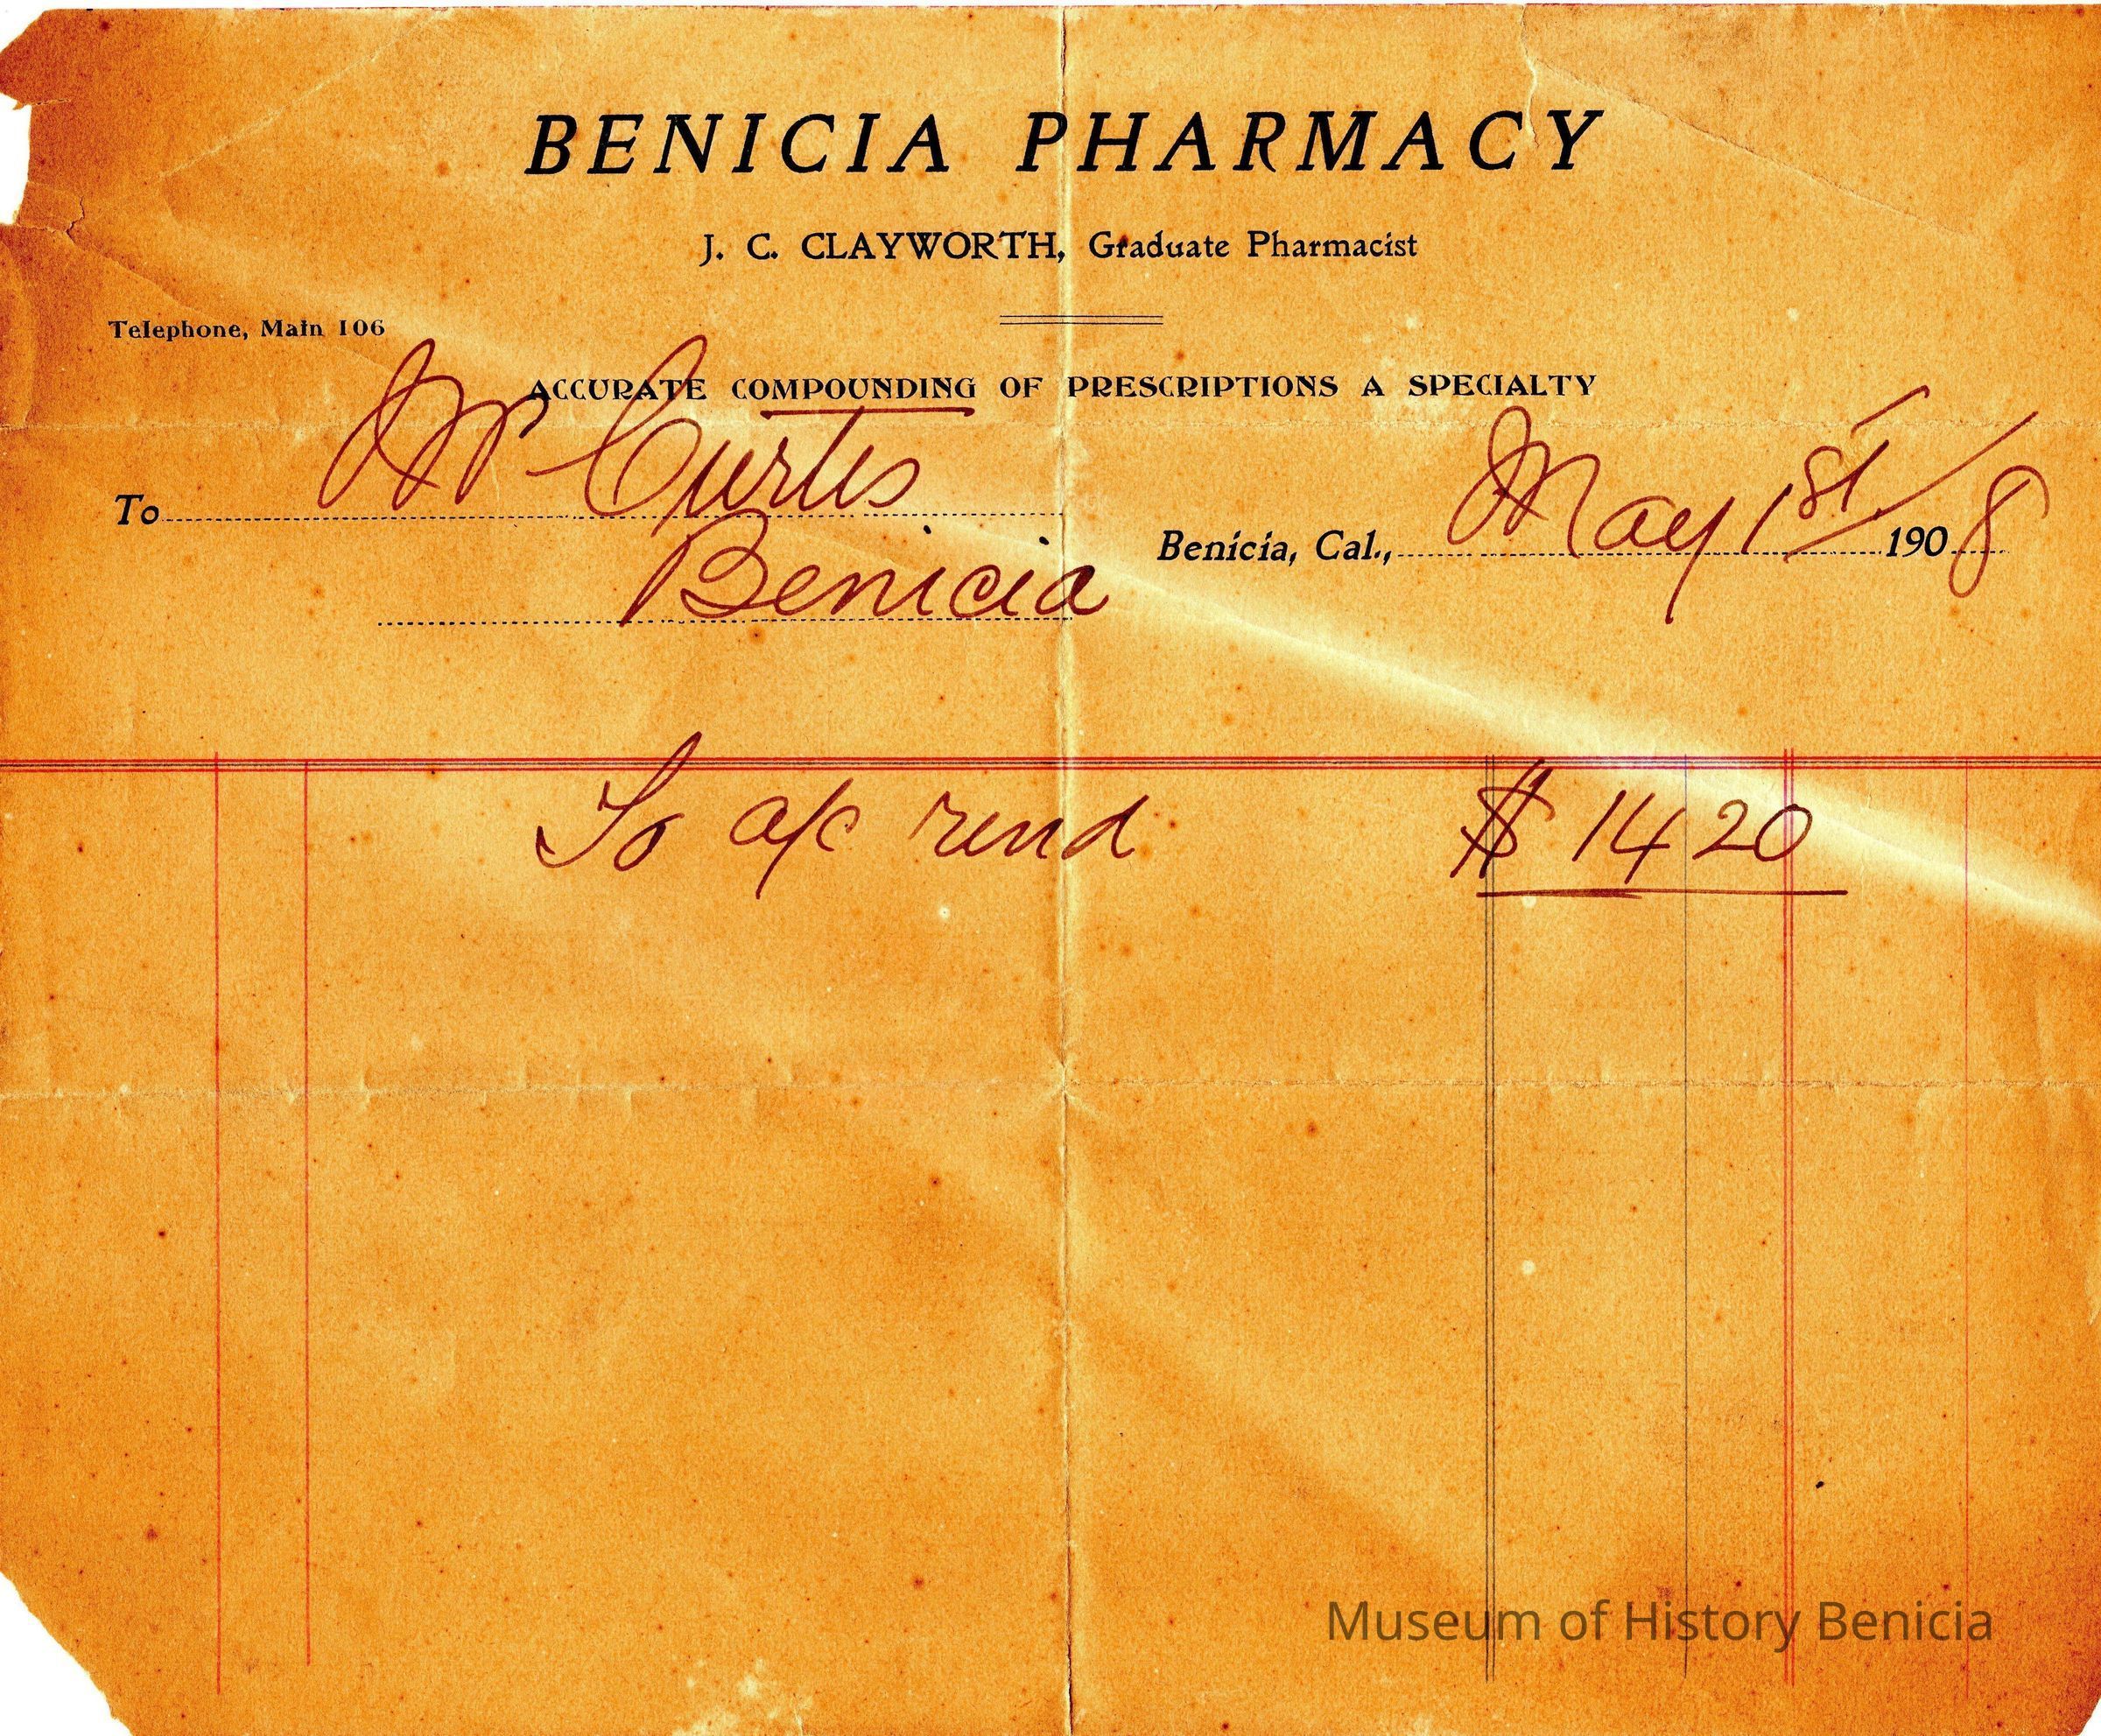 BENICIA PHARMACY
J. C. CLAYWORTH, Graduate Pharmacist
Telephone, Main 106
ACCURATE COMPOUNDING OF PRESCRIPTIONS A SPECIALTY
To Mr Curtis
Benicia, Cal., May 1st/ 1908
Benicia
To a/c rend $ 14 20
Museum of History Benicia